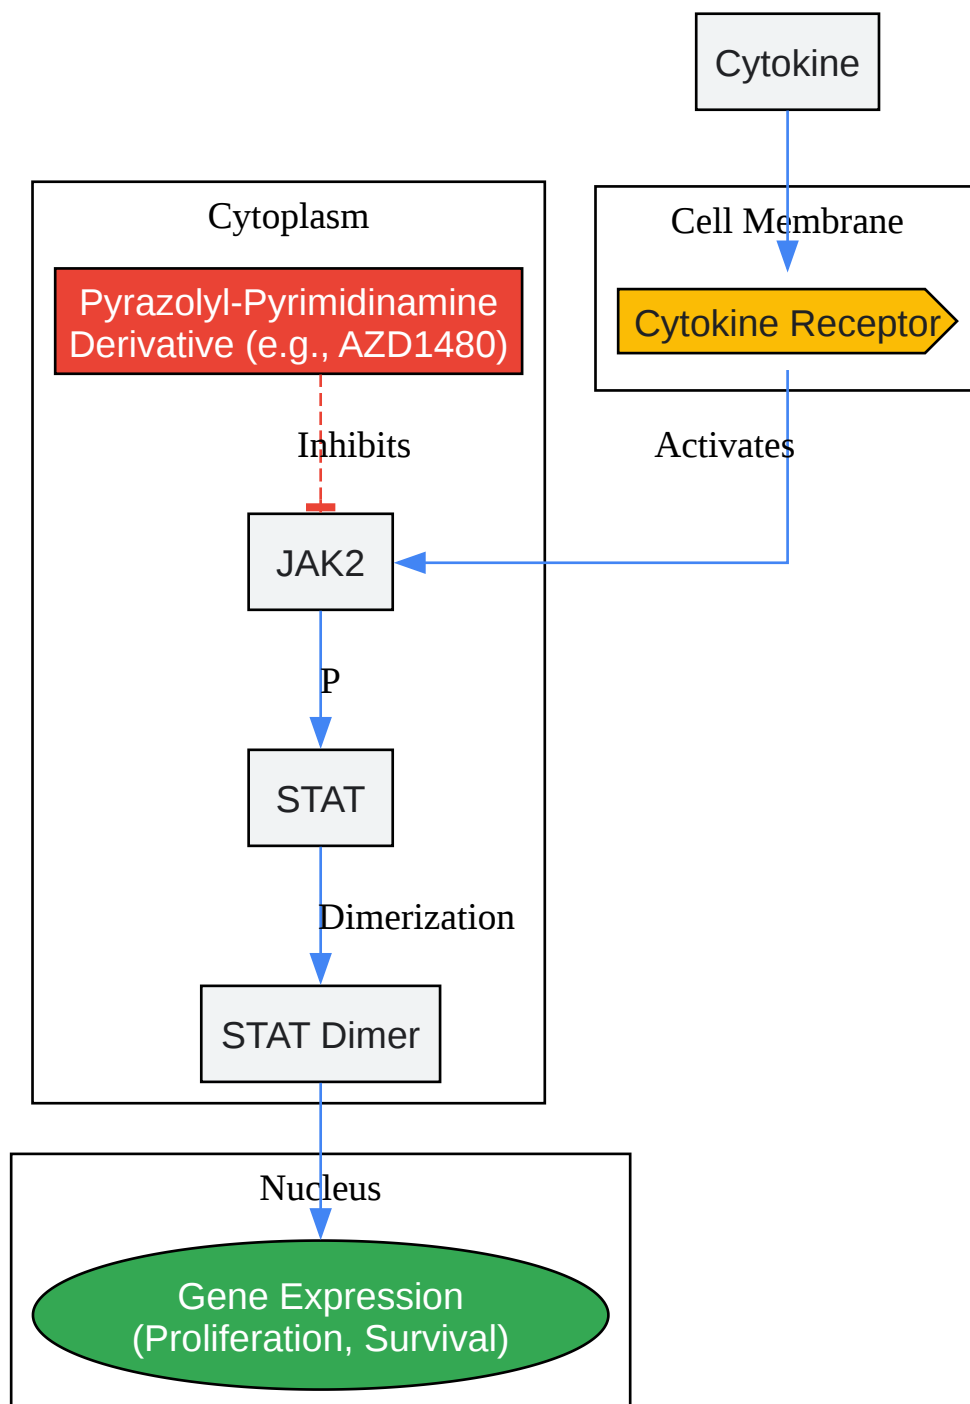 Cytokine
Cytoplasm
Cell Membrane
Pyrazolyl-Pyrimidinamine
Derivative (e.g., AZD1480)
Cytokine Receptor
Inhibits
Activates
JAK2
P
STAT
Dimerization
STAT Dimer
Nucleus
Gene Expression
(Proliferation, Survival)